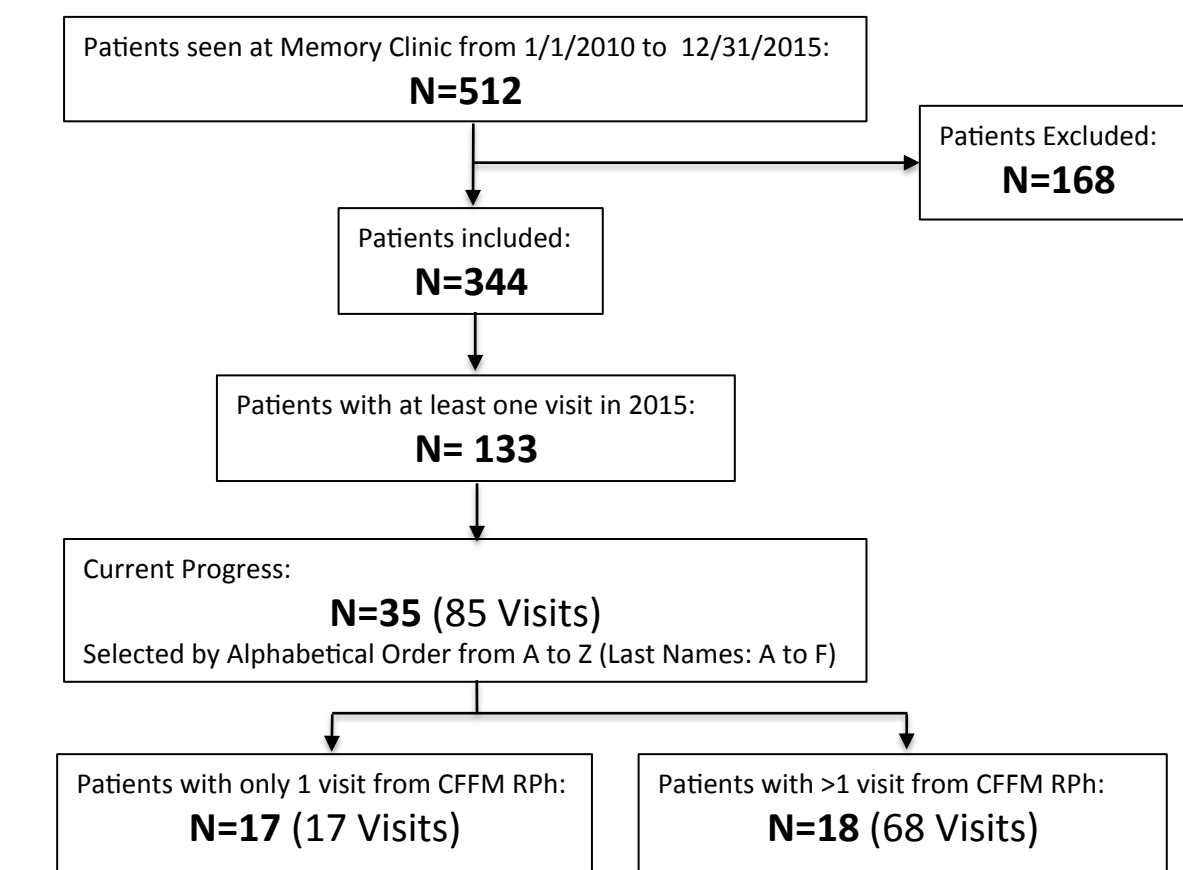 Patients seen at Memory Clinic from 1/1/2010 to 12/31/2015:
N=512
Patients Excluded:
N=168
Patients included:
N=344
Patients with at least one visit in 2015:
N= 133
Current Progress:
N=35 (85 Visits)
Selected by Alphabetical Order from A to Z (Last Names: A to F)
Patients with only 1 visit from CFFM RPh:
N=17 (17 Visits)
Patients with >1 visit from CFFM RPh:
N=18 (68 Visits)